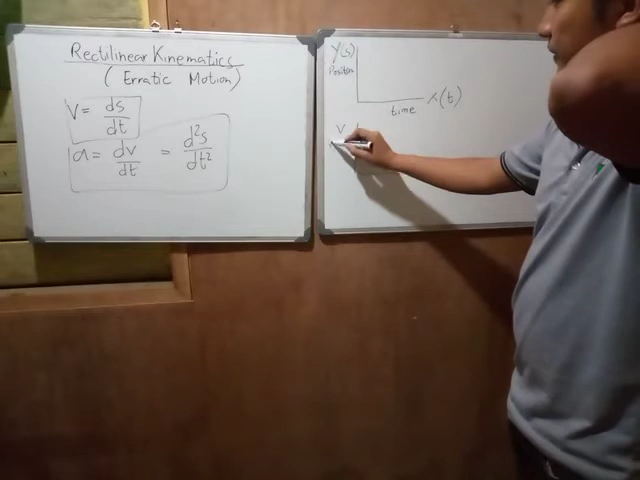 Rectilinear Kinematics
( Erratic Motion)
V = ds/dt
a = dv/dt = d²s/dt²
Y(s)
Position
time X(t)
V